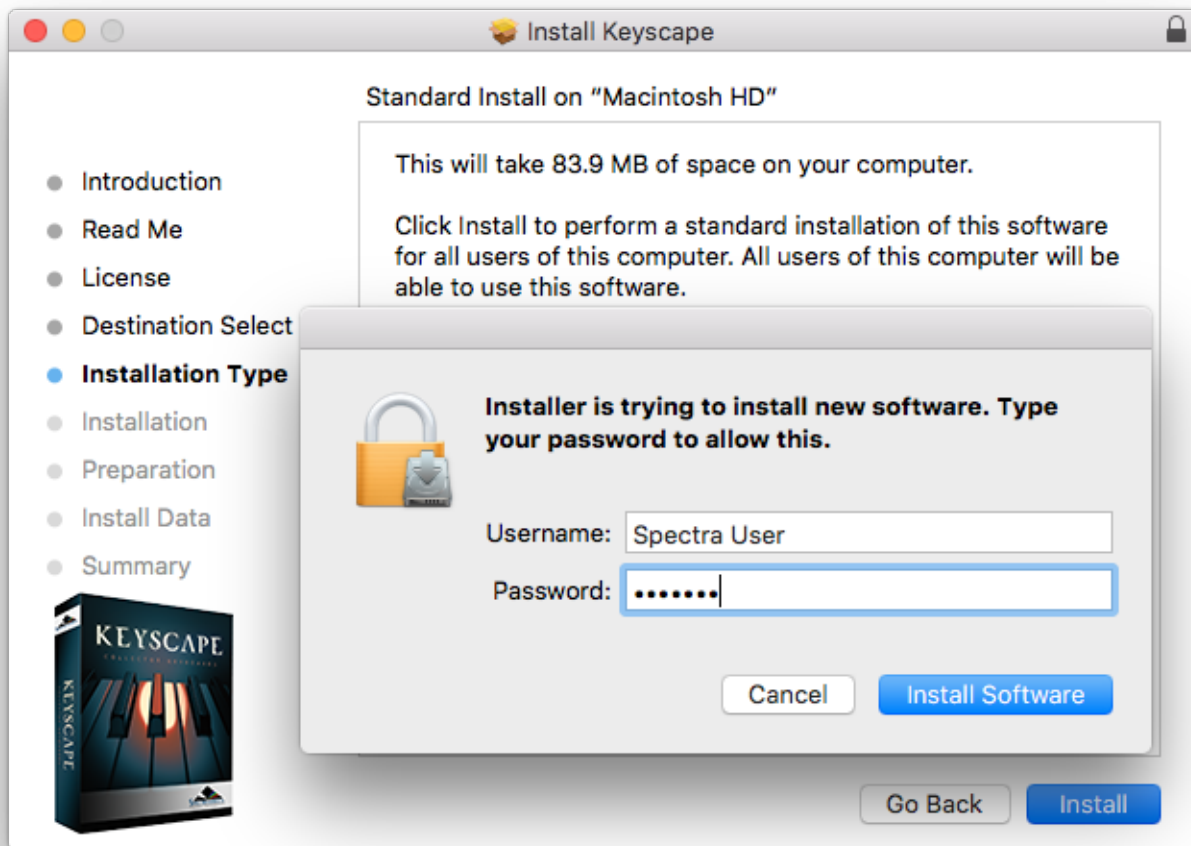 Install Keyscape
Standard Install on “Macintosh HD”
Introduction
Read Me
License
Destination Select
Installation Type
Installation
Preparation
Install Data
Summary
This will take 83.9 MB of space on your computer.
Click Install to perform a standard installation of this software
for all users of this computer. All users of this computer will be
able to use this software.
Installer is trying to install new software. Type
your password to allow this.
Username: Spectra User
Password: •••••••
Cancel
Install Software
KEYSCAPE
COLLECTOR KEYBOARDS
KEYSCAPE
Go Back
Install